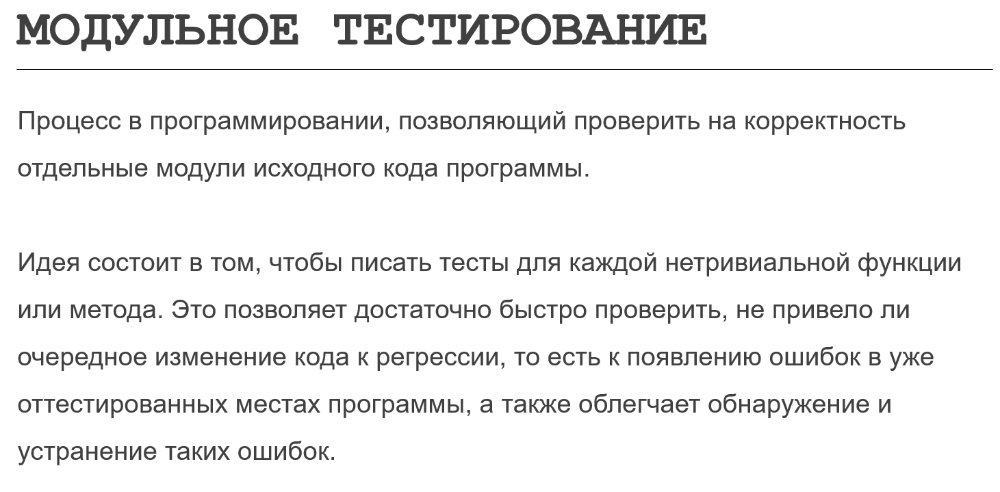 МОДУЛЬНОЕ ТЕСТИРОВАНИЕ
Процесс в программировании, позволяющий проверить на корректность
отдельные модули исходного кода программы.
Идея состоит в том, чтобы писать тесты для каждой нетривиальной функции
или метода. Это позволяет достаточно быстро проверить, не привело ли
очередное изменение кода к регрессии, то есть к появлению ошибок в уже
оттестированных местах программы, а также облегчает обнаружение и
устранение таких ошибок.